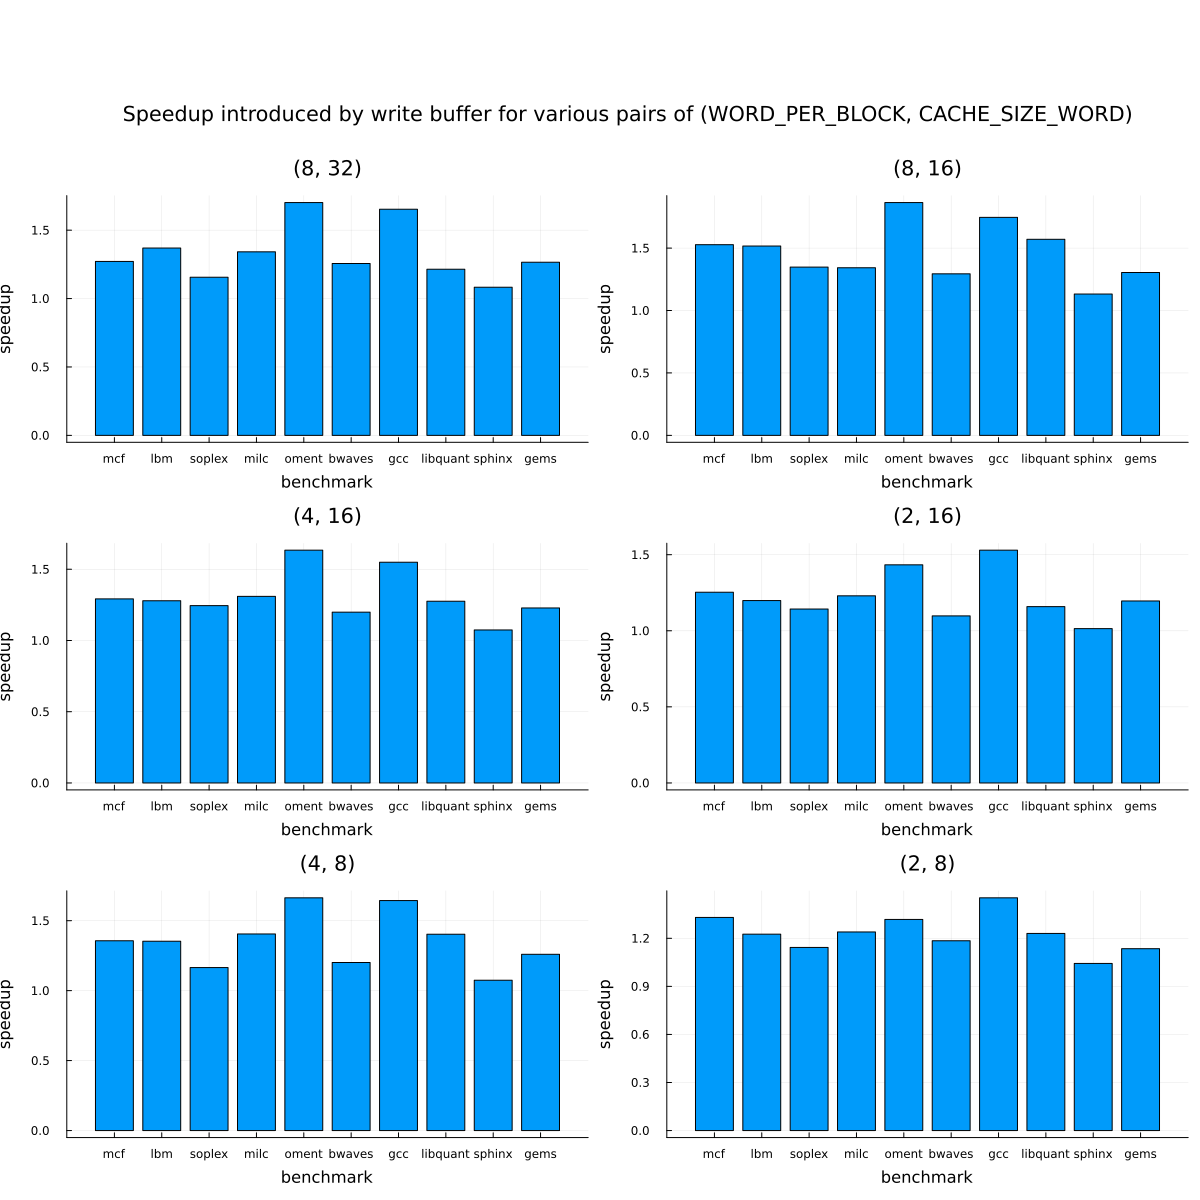 Speedup introduced by write buffer for various pairs of (WORD_PER_BLOCK, CACHE_SIZE_WORD)
(8, 32)
speedup
1.5
1.0
0.5
0.0
mcf lbm soplex milc oment bwaves gcc libquant sphinx gems
benchmark
(8, 16)
speedup
1.5
1.0
0.5
0.0
mcf lbm soplex milc oment bwaves gcc libquant sphinx gems
benchmark
(4, 16)
speedup
1.5
1.0
0.5
0.0
mcf lbm soplex milc oment bwaves gcc libquant sphinx gems
benchmark
(2, 16)
speedup
1.5
1.0
0.5
0.0
mcf lbm soplex milc oment bwaves gcc libquant sphinx gems
benchmark
(4, 8)
speedup
1.5
1.0
0.5
0.0
mcf lbm soplex milc oment bwaves gcc libquant sphinx gems
benchmark
(2, 8)
speedup
1.2
0.9
0.6
0.3
0.0
mcf lbm soplex milc oment bwaves gcc libquant sphinx gems
benchmark